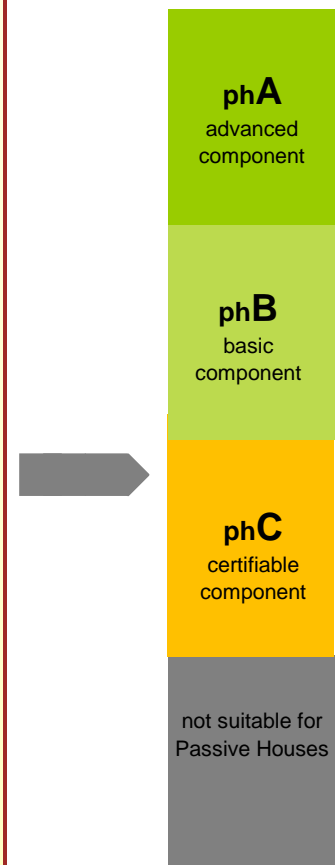 phA
advanced
component
phB
basic
component
phC
certifiable
component
not suitable for
Passive Houses